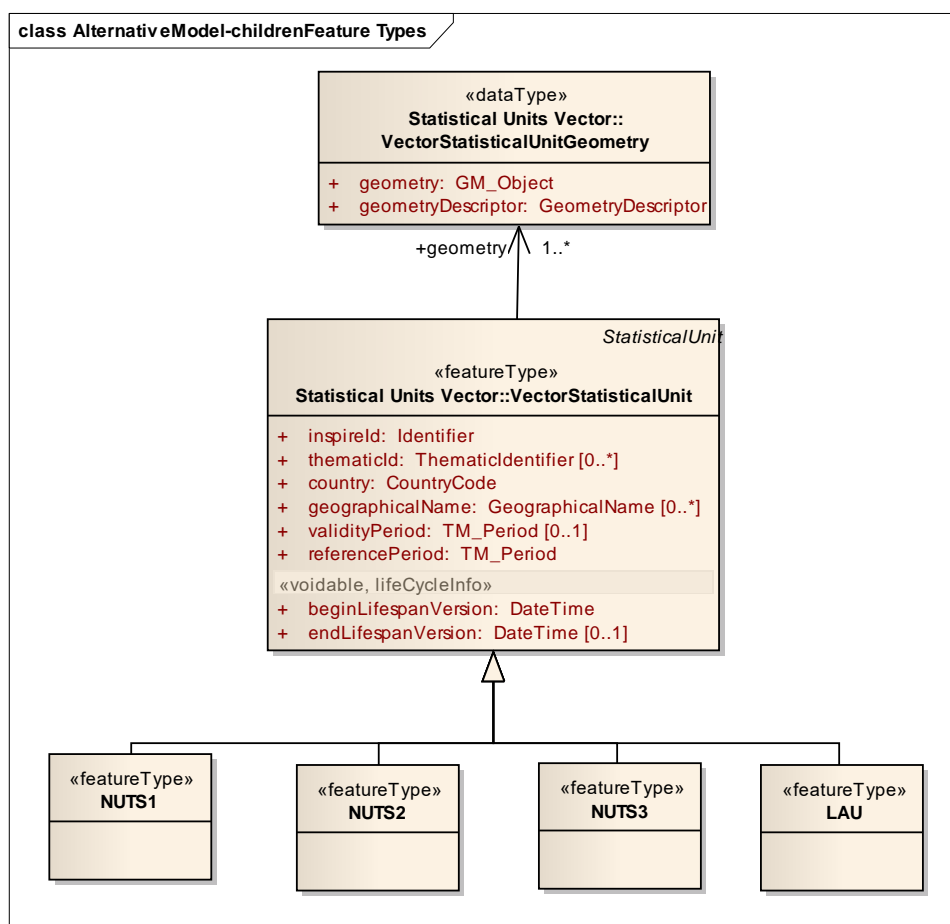 class AlternativeModel-childrenFeature Types
«dataType»
Statistical Units Vector::
VectorStatisticalUnitGeometry
+ geometry: GM_Object
+ geometryDescriptor: GeometryDescriptor
+geometry 1..*
StatisticalUnit
«featureType»
Statistical Units Vector::VectorStatisticalUnit
+ inspireId: Identifier
+ thematicId: ThematicIdentifier [0..*]
+ country: CountryCode
+ geographicalName: GeographicalName [0..*]
+ validityPeriod: TM_Period [0..1]
+ referencePeriod: TM_Period
«voidable, lifeCycleInfo»
+ beginLifespanVersion: DateTime
+ endLifespanVersion: DateTime [0..1]
«featureType»
NUTS1
«featureType»
NUTS2
«featureType»
NUTS3
«featureType»
LAU